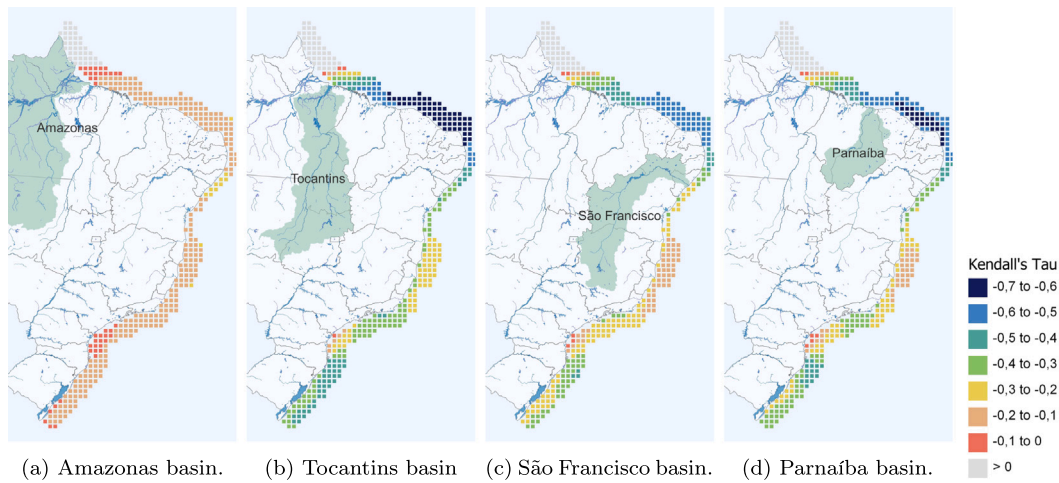 Amazonas
Tocantins
São Francisco
Parnaíba
Kendall's Tau
-0,7 to -0,6
-0,6 to -0,5
-0,5 to -0,4
-0,4 to -0,3
-0,3 to -0,2
-0,2 to -0,1
-0,1 to 0
> 0
(a) Amazonas basin.
(b) Tocantins basin
(c) São Francisco basin.
(d) Parnaíba basin.